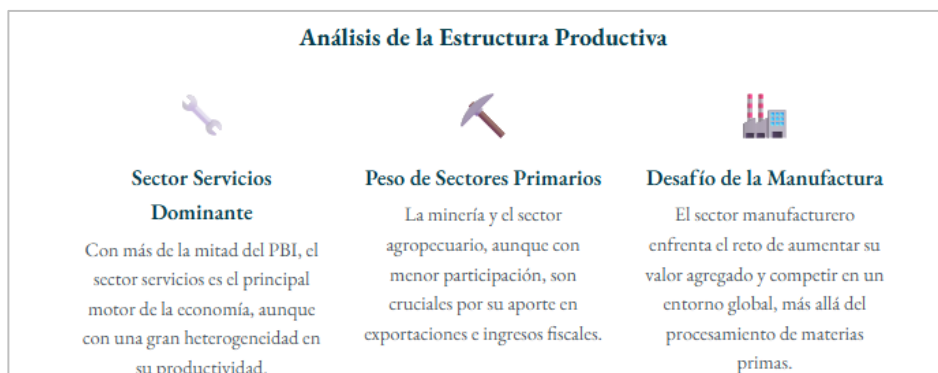 Análisis de la Estructura Productiva
Sector Servicios
Dominante
Con más de la mitad del PBI, el
sector servicios es el principal
motor de la economía, aunque
con una gran heterogeneidad en
su productividad.
Peso de Sectores Primarios
La minería y el sector
agropecuario, aunque con
menor participación, son
cruciales por su aporte en
exportaciones e ingresos fiscales.
Desafío de la Manufactura
El sector manufacturero
enfrenta el reto de aumentar su
valor agregado y competir en un
entorno global, más allá del
procesamiento de materias
primas.